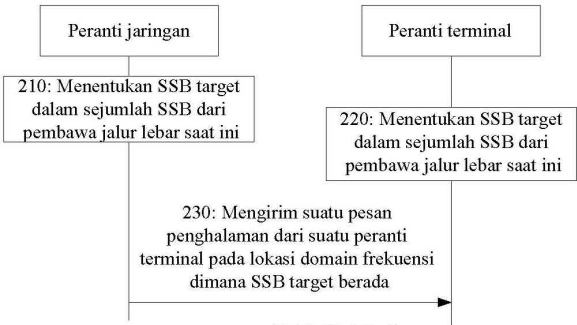 Peranti jaringan
Peranti terminal
210: Menentukan SSB target
dalam sejumlah SSB dari
pembawa jalur lebar saat ini
220: Menentukan SSB target
dalam sejumlah SSB dari
pembawa jalur lebar saat ini
230: Mengirim suatu pesan
penghalaman dari suatu peranti
terminal pada lokasi domain frekuensi
dimana SSB target berada